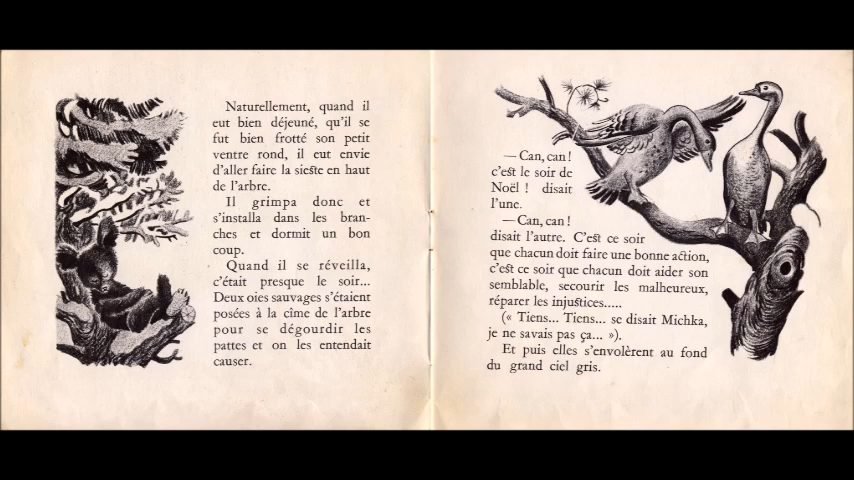 Naturellement, quand il
eut bien déjeuné, qu'il se
fut bien frotté son petit
ventre rond, il eut envie
d'aller faire la sieste en haut
de l'arbre.
Il grimpa donc et
s'installa dans les bran-
ches et dormit un bon
coup.
Quand il se réveilla,
c'était presque le soir...
Deux oies sauvages s'étaient
posées à la cîme de l'arbre
pour se dégourdir les
pattes et on les entendait
causer.
— Can, can !
c'est le soir de
Noël ! disait
l'une.
— Can, can !
disait l'autre. C'est ce soir
que chacun doit faire une bonne action,
c'est ce soir que chacun doit aider son
semblable, secourir les malheureux,
réparer les injustices.....
(« Tiens... Tiens... se disait Michka,
je ne savais pas ça... »).
Et puis elles s'envolèrent au fond
du grand ciel gris.